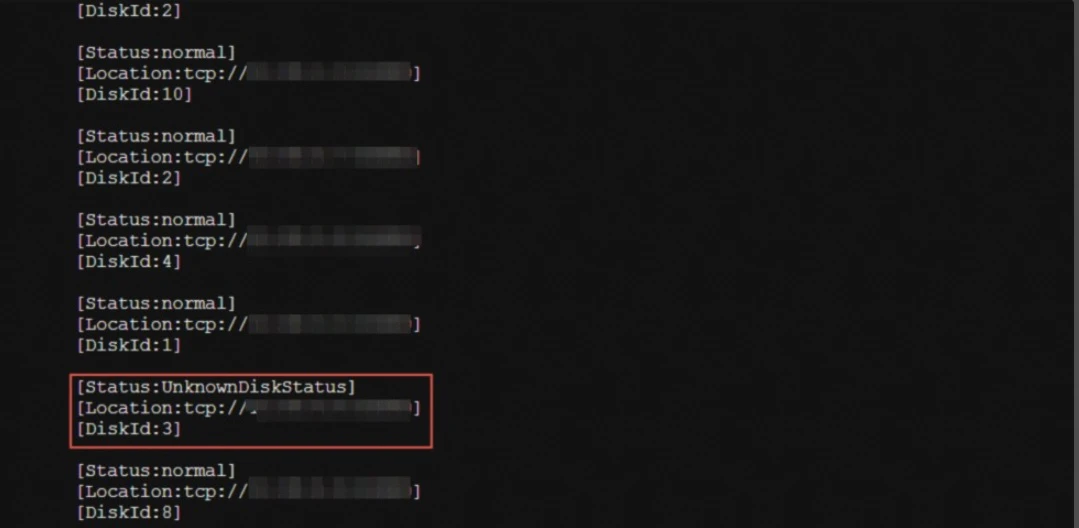 [DiskId:2]
[Status:normal]
[Location:tcp://]
[DiskId:10]
[Status:normal]
[Location:tcp://
[DiskId:2]
[Status:normal]
[Location:tcp://
[DiskId:4]
[Status:normal]
[Location:tcp://]
[DiskId:1]
[Status:UnknownDiskStatus]
[Location:tcp://]
[DiskId:3]
[Status:normal]
[Location:tcp://]
[DiskId:8]